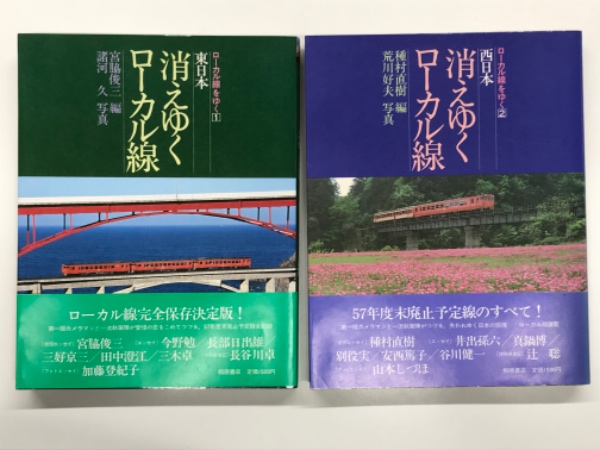 ローカル線をゆく1
東日本
消えゆく
ローカル線
宮脇俊三 編
諸河 久 写真
ローカル線完全保存決定版！
宮脇俊三 今野勉／長部日出雄／
三好京三／田中澄江／三木卓 長谷川卓
加藤登紀子
ローカル線をゆく2
西日本
消えゆく
ローカル線
種村直樹 編
荒川好夫 写真
57年度末廃止予定線のすべて！
種村直樹 井出孫六／真鍋博／
別役実／安西篤子／谷川健一 辻 聡
山本しづほ